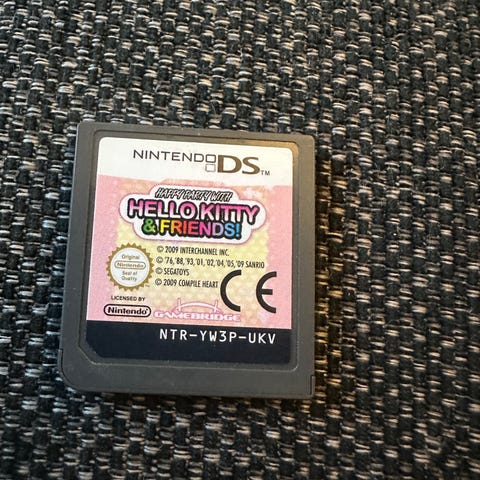 NINTENDO DS TM
HAPPY PARTY WITH
HELLO KITTY
& FRIENDS!
© 2009 INTERCHANNEL INC.
© '76,'88,'93,'01,'02,'04,'05,'09 SANRIO
© SEGATOYS
© 2009 COMPILE HEART
Original
Nintendo
Seal of
Quality
CE
LICENSED BY
Nintendo
GAMEBRIDGE
NTR-YW3P-UKV